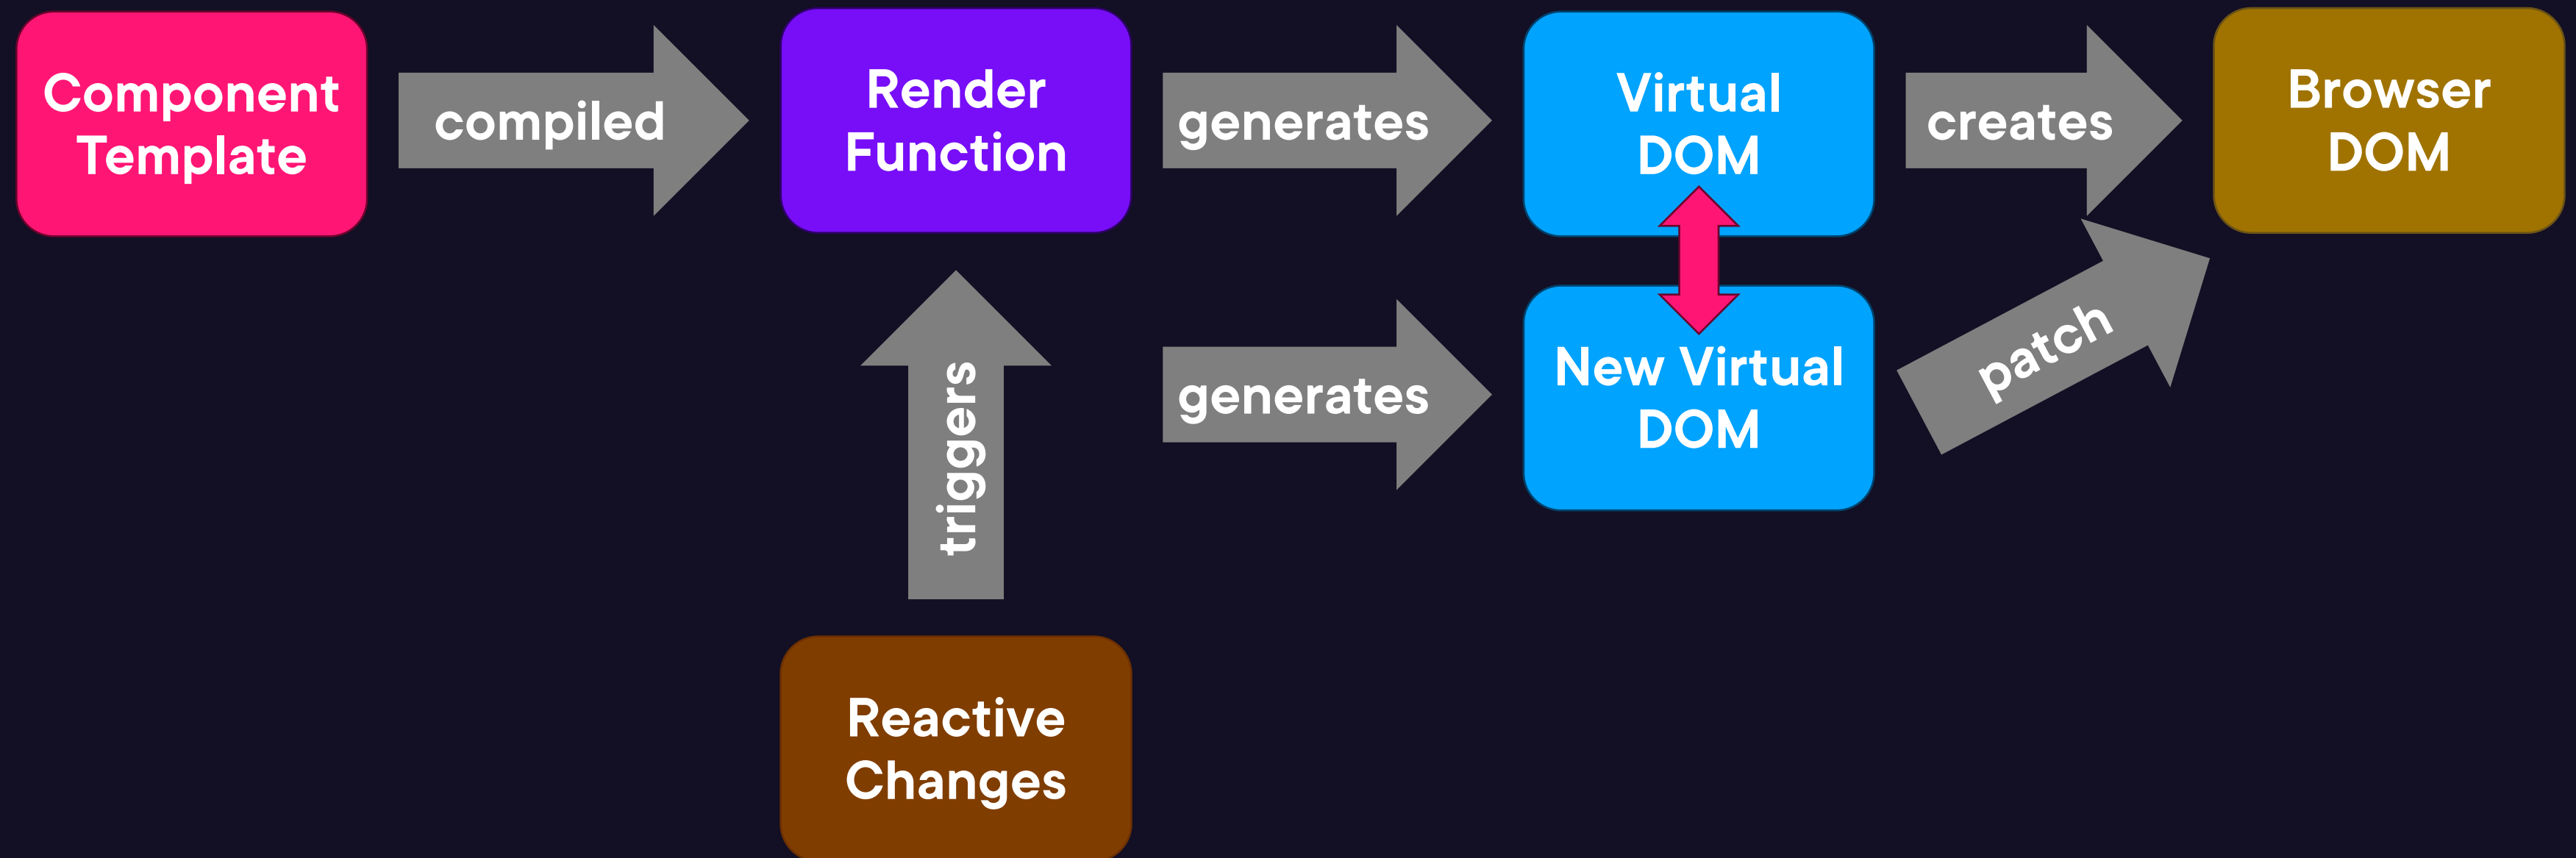 Component
Template
compiled
Render
Function
generates
Virtual
DOM
creates
Browser
DOM
triggers
generates
New Virtual
DOM
patch
Reactive
Changes